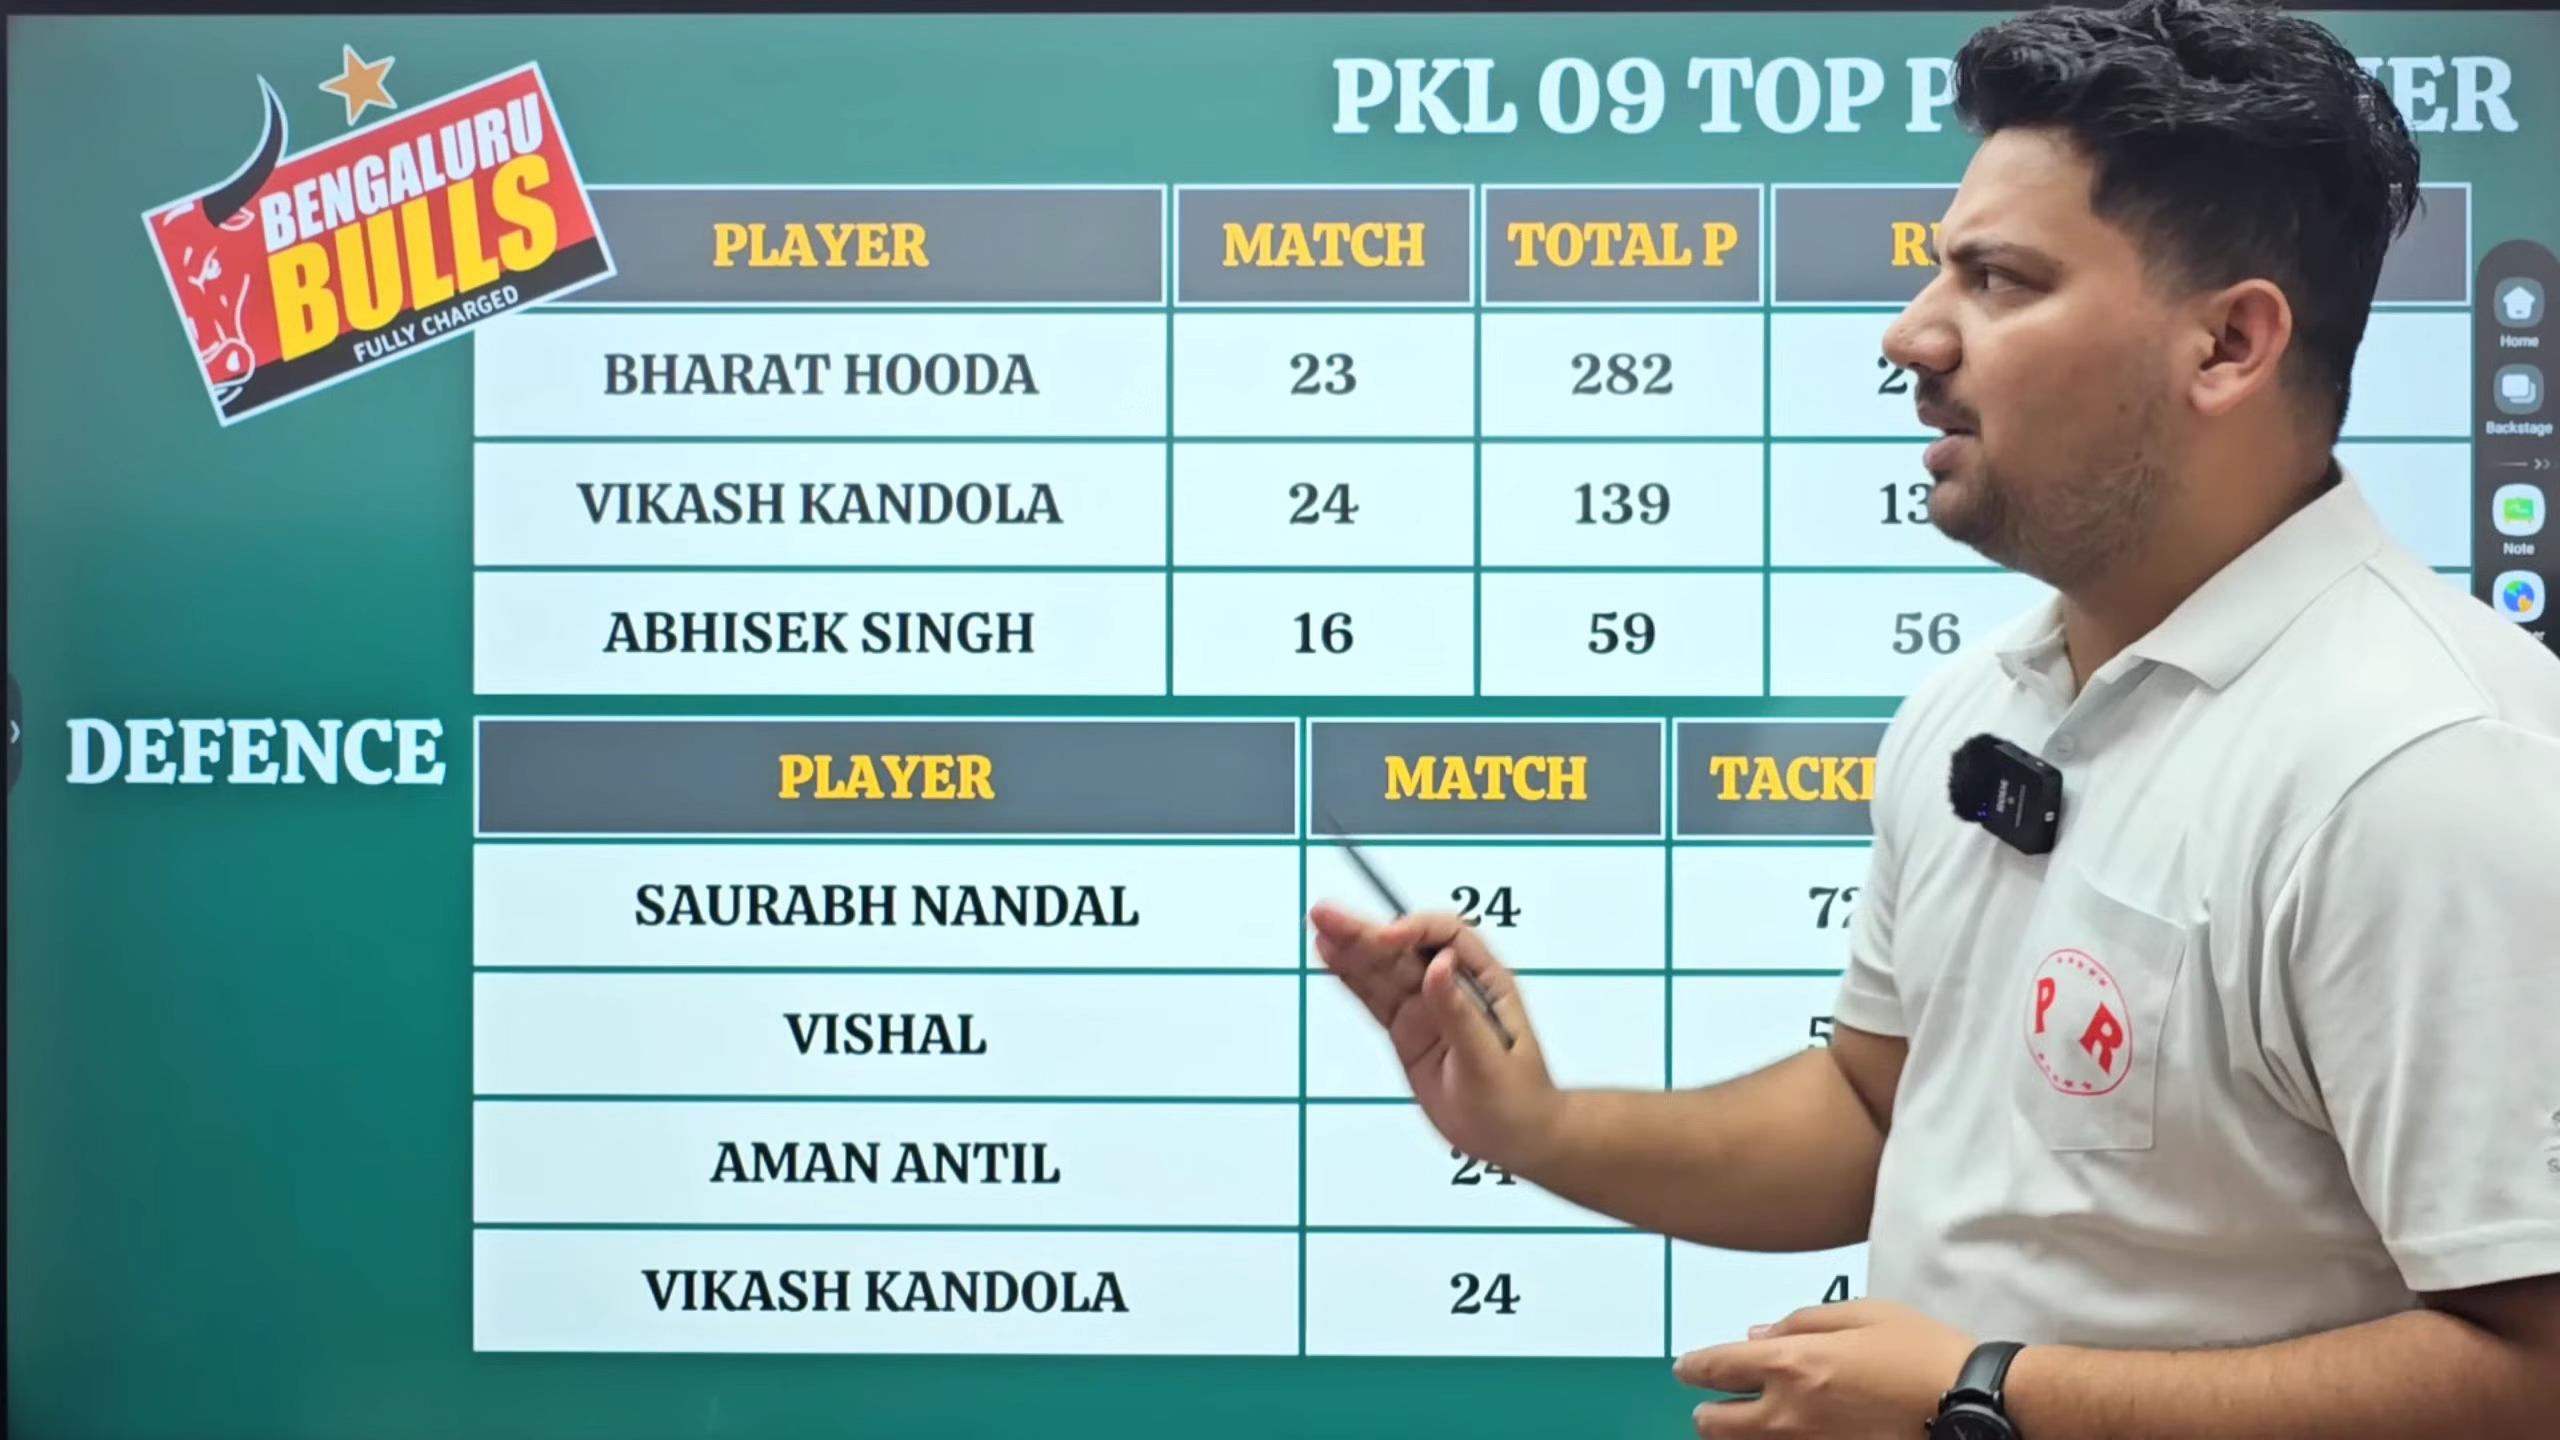 BENGALURU
BULLS
FULLY CHARGED
PKL 09 TOP
PLAYER MATCH TOTAL P
BHARAT HOODA 23 282
VIKASH KANDOLA 24 139
ABHISEK SINGH 16 59 56
DEFENCE
PLAYER MATCH
SAURABH NANDAL 24
VISHAL
AMAN ANTIL 24
VIKASH KANDOLA 24
Home
Backstage
Note
P R